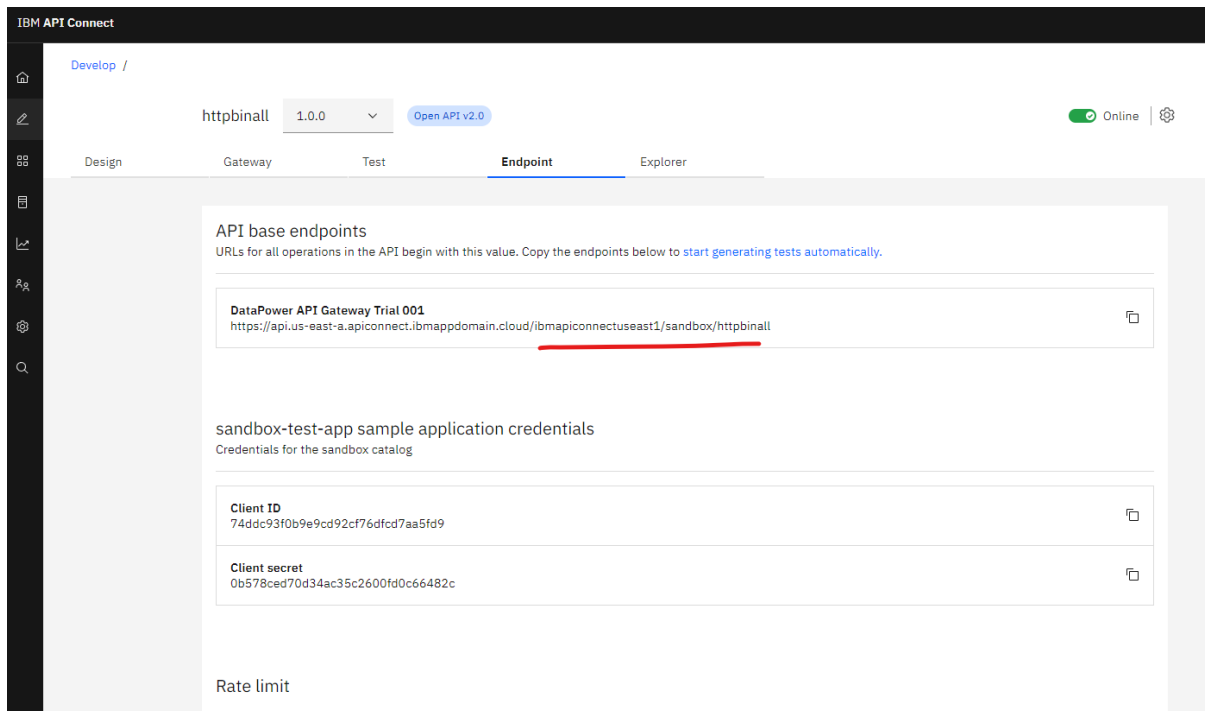 IBM API Connect
Develop /
httpbinall 1.0.0 Open API v2.0 Online
Design Gateway Test Endpoint Explorer
API base endpoints
URLs for all operations in the API begin with this value. Copy the endpoints below to start generating tests automatically.
DataPower API Gateway Trial 001
https://api.us-east-a.apiconnect.ibmappdomain.cloud/ibmapiconnectuseast1/sandbox/httpbinall
sandbox-test-app sample application credentials
Credentials for the sandbox catalog
Client ID
74ddc93f0b9e9cd92cf76dfcd7aa5fd9
Client secret
0b578ced70d34ac35c2600fd0c66482c
Rate limit